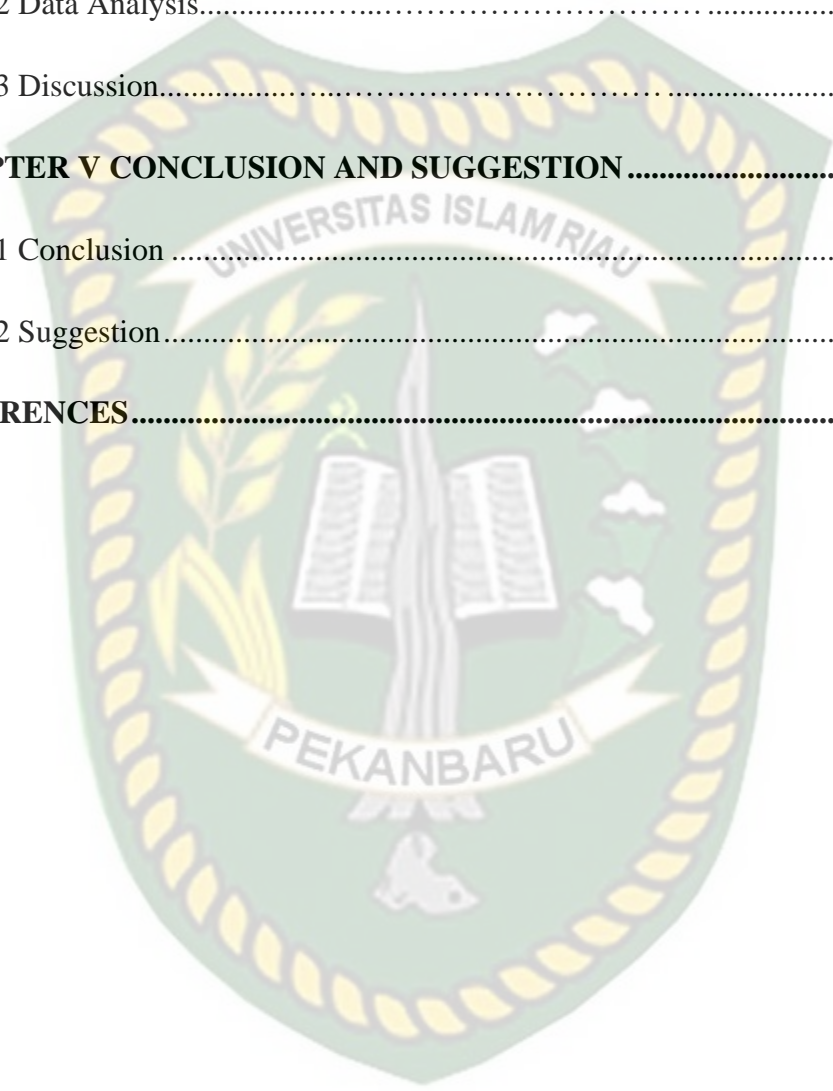 2 Data Analysis....................…...……………………………… ..................
3 Discussion...................…...…………………………… .......................
PTER V CONCLUSION AND SUGGESTION ..........................
UNIVERSITAS ISLAM RIAU
1 Conclusion ...................................................................................
2 Suggestion ....................................................................................
RENCES ........................................................................................
PEKANBARU